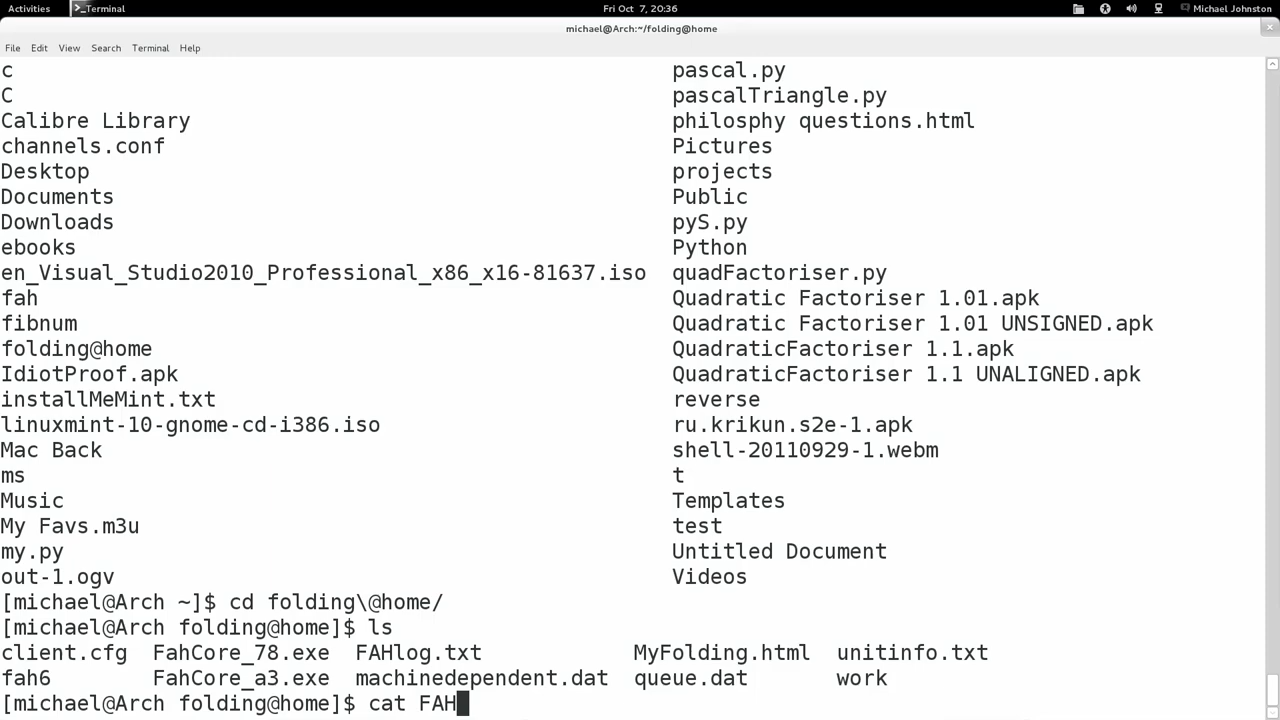 Activities Terminal Fri Oct 7, 20:36 Michael Johnston
michael@Arch:~/folding@home
File Edit View Search Terminal Help
c pascal.py
C pascalTriangle.py
Calibre Library philosphy questions.html
channels.conf Pictures
Desktop projects
Documents Public
Downloads pyS.py
ebooks Python
en_Visual_Studio2010_Professional_x86_x16-81637.iso quadFactoriser.py
fah Quadratic Factoriser 1.01.apk
fibnum Quadratic Factoriser 1.01 UNSIGNED.apk
folding@home QuadraticFactoriser 1.1.apk
IdiotProof.apk QuadraticFactoriser 1.1 UNALIGNED.apk
installMeMint.txt reverse
linuxmint-10-gnome-cd-i386.iso ru.krikun.s2e-1.apk
Mac Back shell-20110929-1.webm
ms t
Music Templates
My Favs.m3u test
my.py Untitled Document
out-1.ogv Videos
[michael@Arch ~]$ cd folding\@home/
[michael@Arch folding@home]$ ls
client.cfg FahCore_78.exe FAHlog.txt MyFolding.html unitinfo.txt
fah6 FahCore_a3.exe machinedependent.dat queue.dat work
[michael@Arch folding@home]$ cat FAH